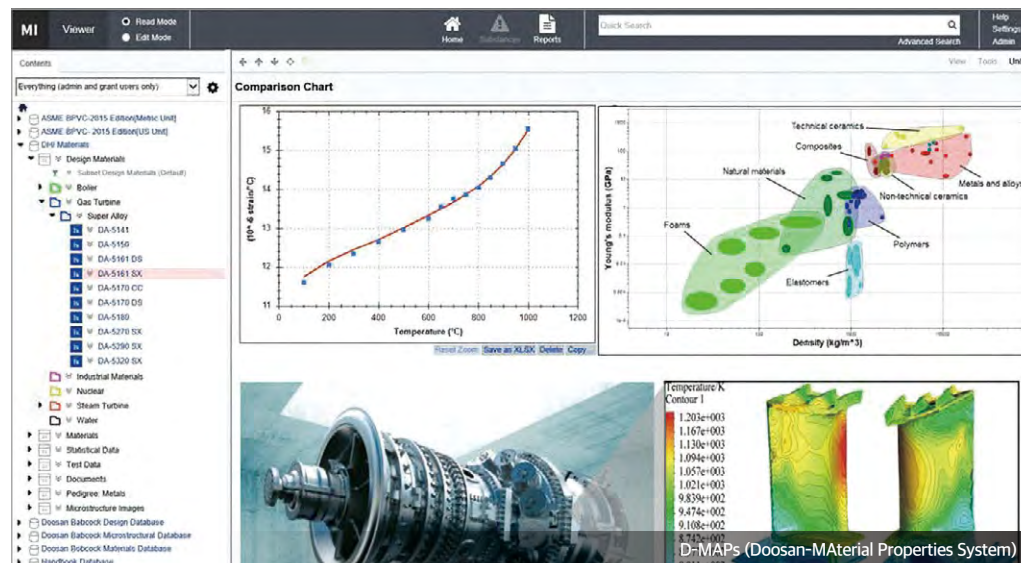 MI
Viewer
Read Mode
Edit Mode
Home
Substances
Reports
Quick Search
Advanced Search
Help
Settings
Admin
Contents
View
Tools
Everything (admin and grant users only)
ASME BPVC-2015 Edition[Metric Unit]
ASME BPVC- 2015 Edition[US Unit]
DHI Materials
Design Materials
Subset Design Materials (Default)
Boiler
Gas Turbine
Super Alloy
DA-5141
DA-5150
DA-5161 DS
DA-5161 SX
DA-5170 CC
DA-5170 DS
DA-5180
DA-5270 SX
DA-5290 SX
DA-5320 SX
Industrial Materials
Nuclear
Steam Turbine
Water
Materials
Statistical Data
Test Data
Documents
Pedigree: Metals
Microstructure Images
Doosan Babcock Design Database
Doosan Babcock Microstructural Database
Doosan Bobcock Materials Database
Handbook Database
Comparison Chart
16
15
14
13
12
11
(10^-6 strain/°C)
0
200
400
600
800
1000
1200
Temperature (°C)
Reset Zoom
Save as XLSX
Delete
Copy...
Technical ceramics
Composites
Natural materials
Metals and alloys
Non-technical ceramics
Foams
Polymers
Elastomers
Young's modulus (GPa)
Density (kg/m^3)
Temperature/K
Contour 1
1.203e+003
1.167e+003
1.130e+003
1.094e+003
1.057e+003
1.021e+003
9.839e+002
9.474e+002
9.108e+002
8.742e+002
D-MAPs (Doosan-MAterial Properties System)